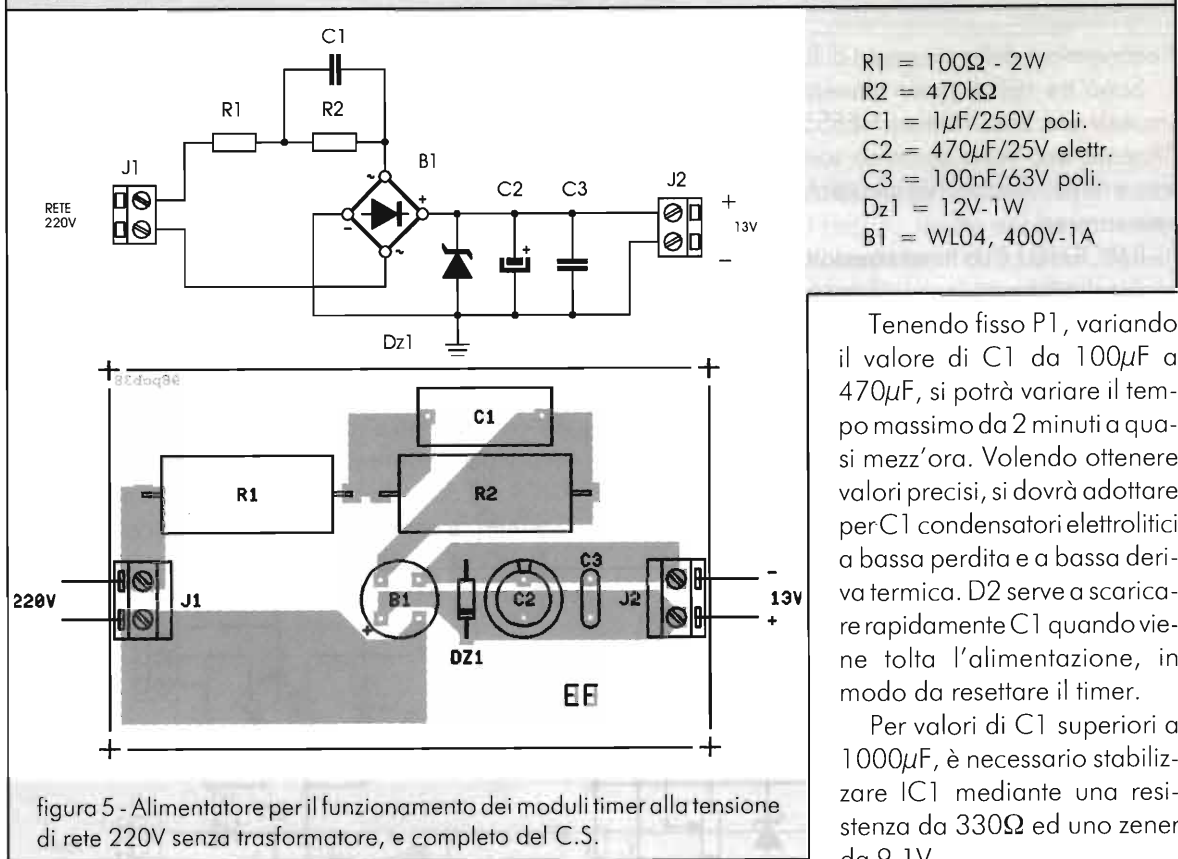 C1
R1
R2
J1
B1
RETE
220V
C2
C3
J2
+
13V
−
Dz1
R1 = 100Ω - 2W
R2 = 470kΩ
C1 = 1µF/250V poli.
C2 = 470µF/25V elettr.
C3 = 100nF/63V poli.
Dz1 = 12V-1W
B1 = WL04, 400V-1A
98pcb38
C1
R1
R2
C3
220V
J1
B1
C2
J2
-
13V
+
+
DZ1
EF
figura 5 - Alimentatore per il funzionamento dei moduli timer alla tensione
di rete 220V senza trasformatore, e completo del C.S.
Tenendo fisso P1, variando
il valore di C1 da 100µF a
470µF, si potrà variare il tem-
po massimo da 2 minuti a qua-
si mezz'ora. Volendo ottenere
valori precisi, si dovrà adottare
per C1 condensatori elettrolitici
a bassa perdita e a bassa deri-
va termica. D2 serve a scarica-
re rapidamente C1 quando vie-
ne tolta l'alimentazione, in
modo da resettare il timer.
Per valori di C1 superiori a
1000µF, è necessario stabiliz-
zare IC1 mediante una resi-
stenza da 330Ω ed uno zener
da 9,1V.